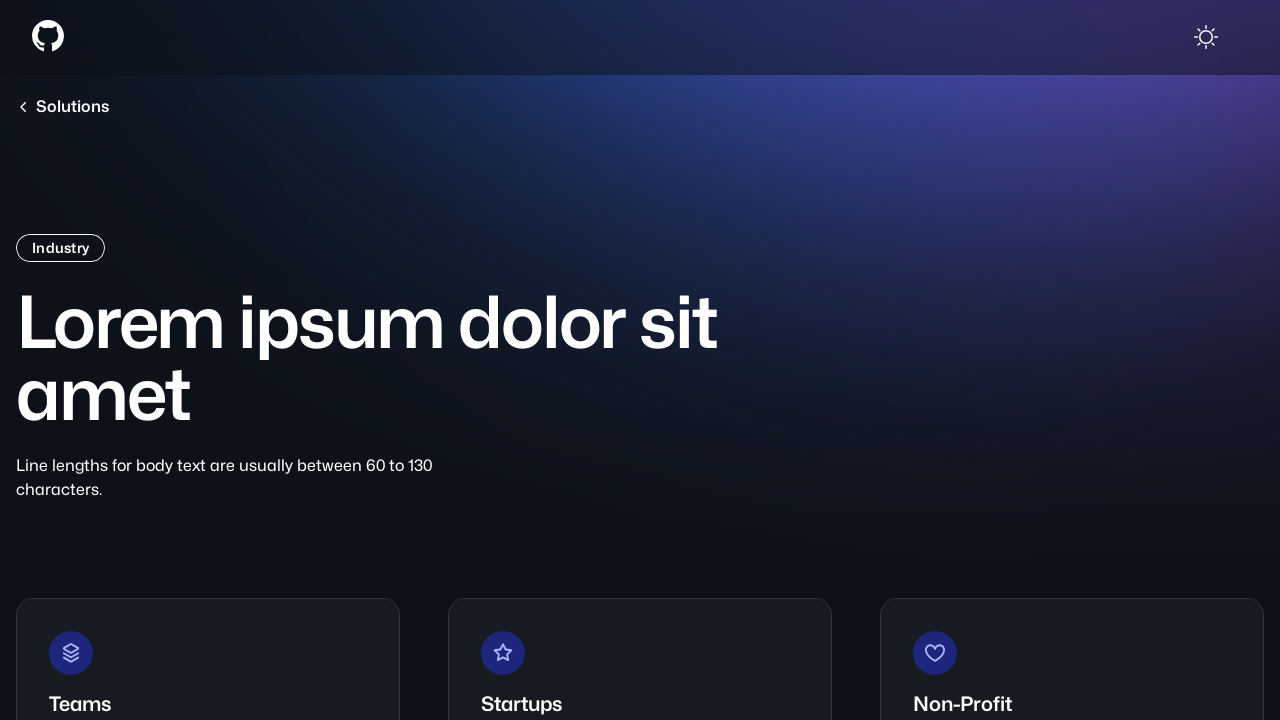 Solutions
Industry
Lorem ipsum dolor sit
amet
Line lengths for body text are usually between 60 to 130
characters.
Teams
Startups
Non-Profit